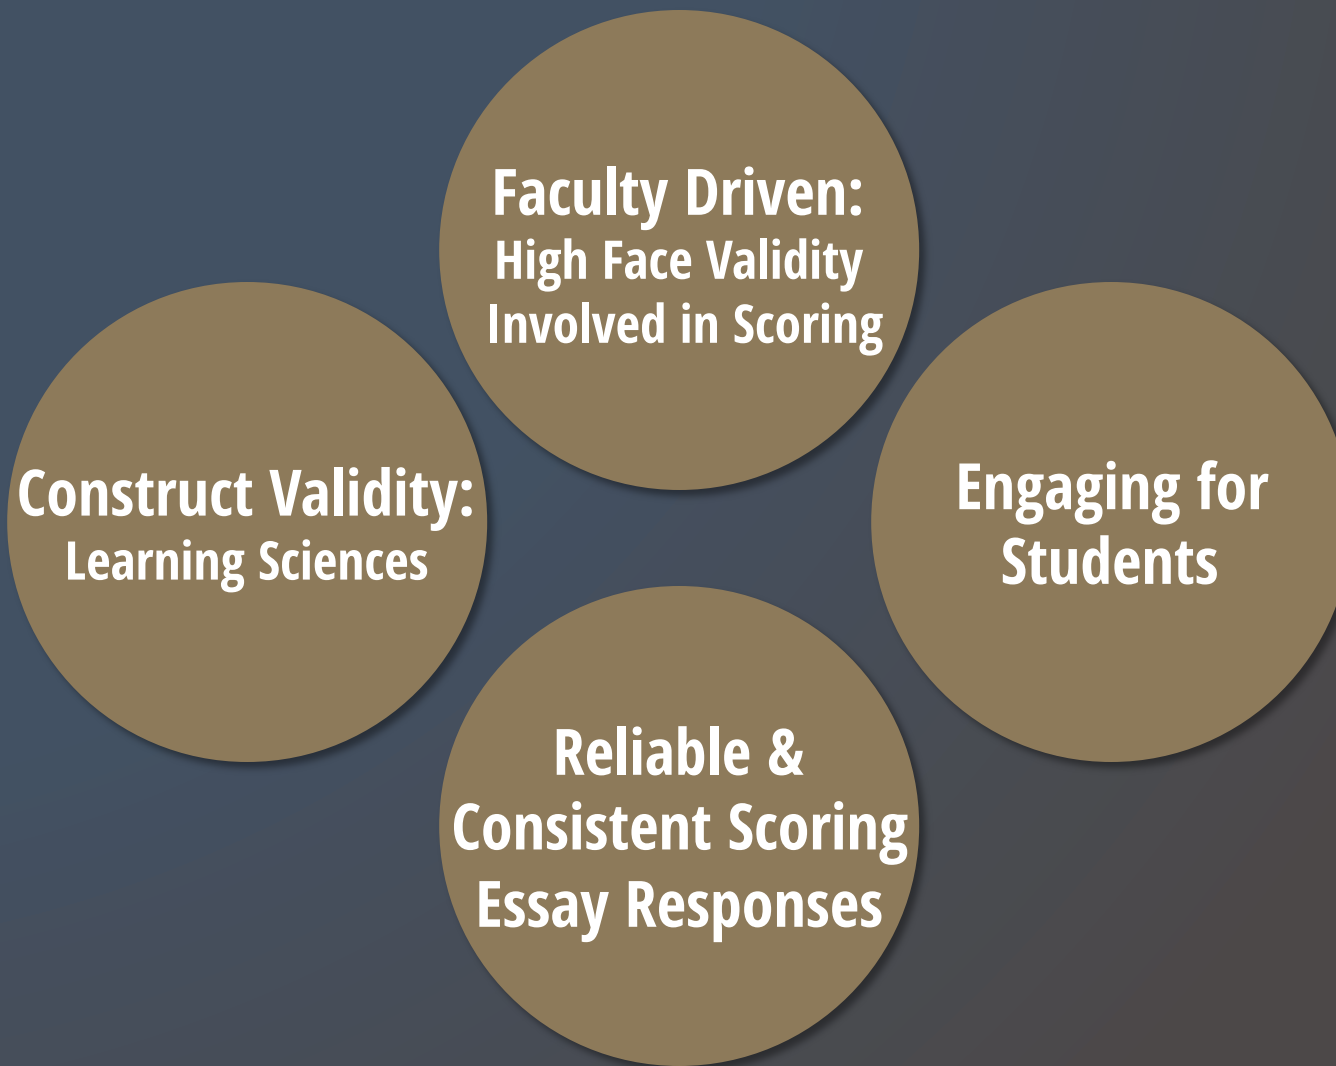 Faculty Driven:
High Face Validity
Involved in Scoring
Construct Validity:
Learning Sciences
Engaging for
Students
Reliable &
Consistent Scoring
Essay Responses